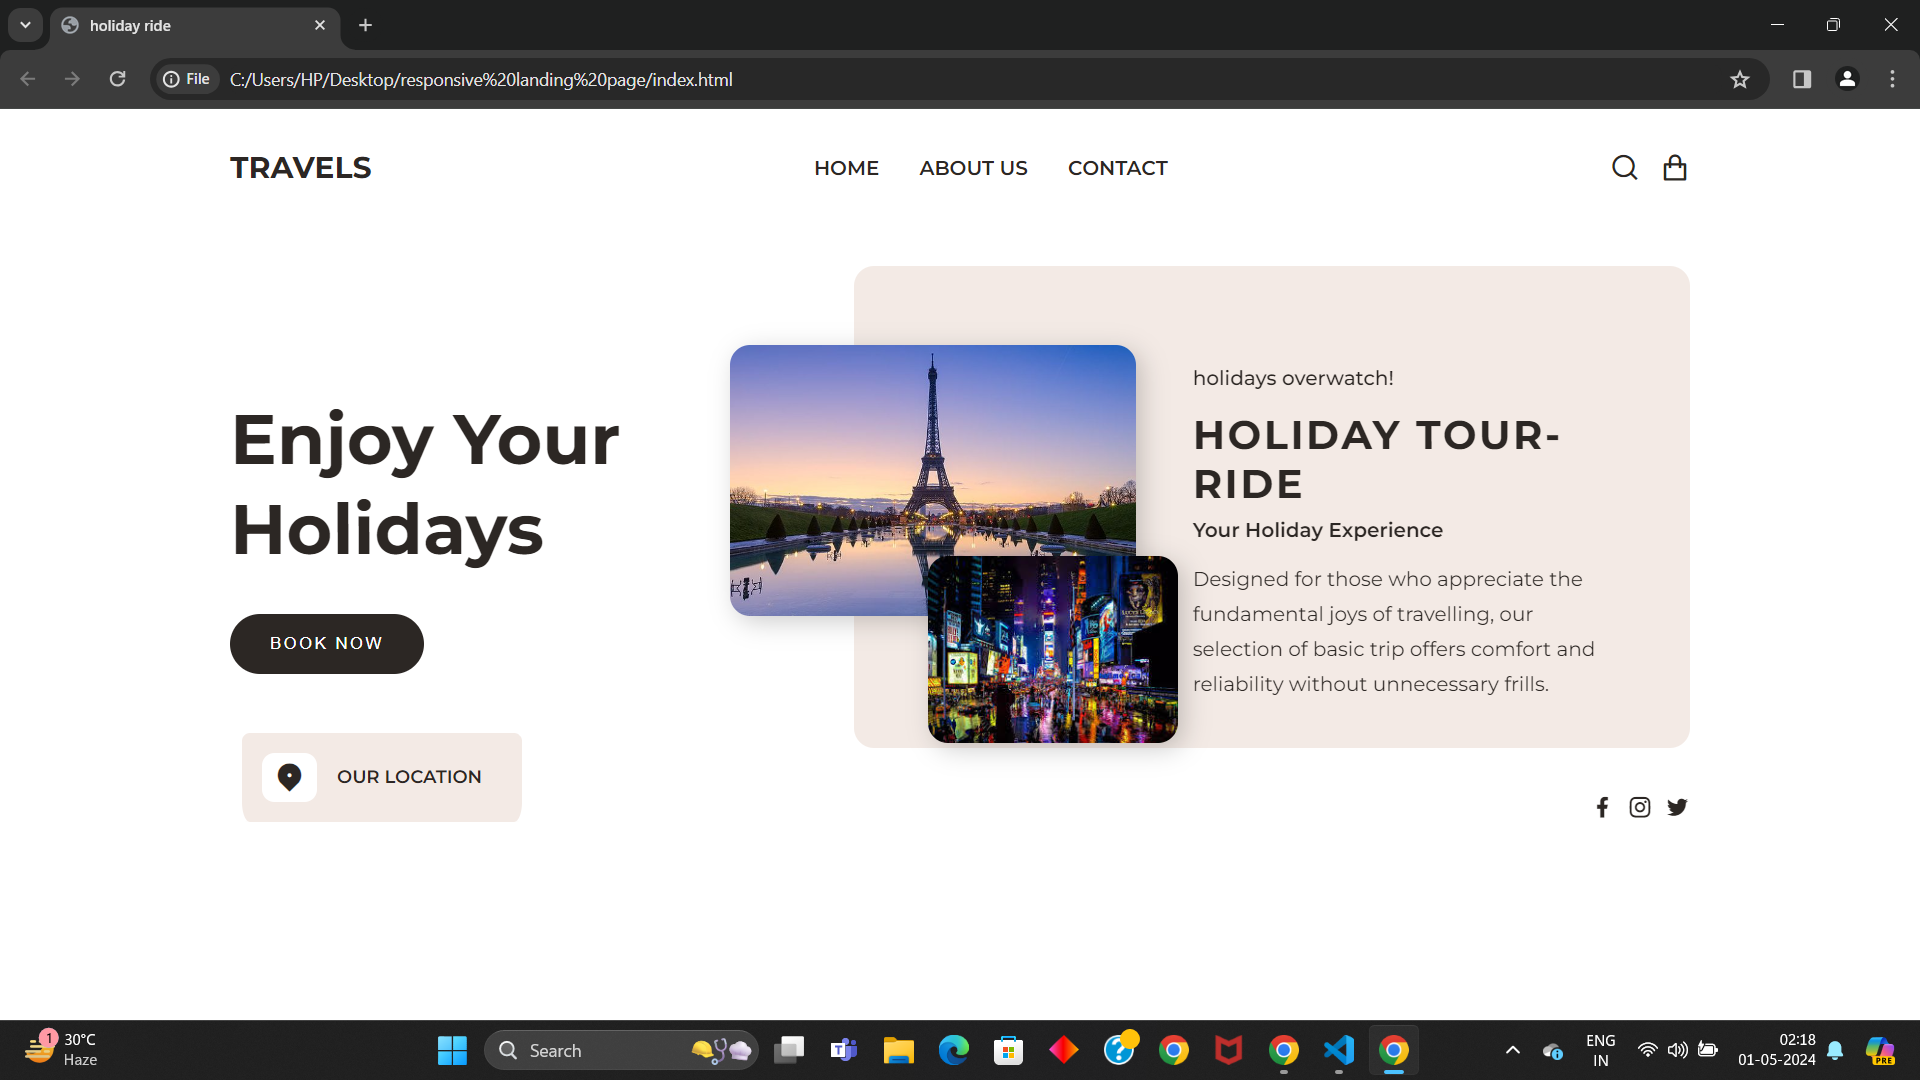 holiday ride
File
C:/Users/HP/Desktop/responsive%20landing%20page/index.html
TRAVELS
HOME ABOUT US CONTACT
holidays overwatch!
Enjoy Your
Holidays
HOLIDAY TOUR-
RIDE
Your Holiday Experience
Designed for those who appreciate the
fundamental joys of travelling, our
selection of basic trip offers comfort and
reliability without unnecessary frills.
BOOK NOW
OUR LOCATION
1
30°C
Haze
Search
ENG
IN
02:18
01-05-2024
PRE